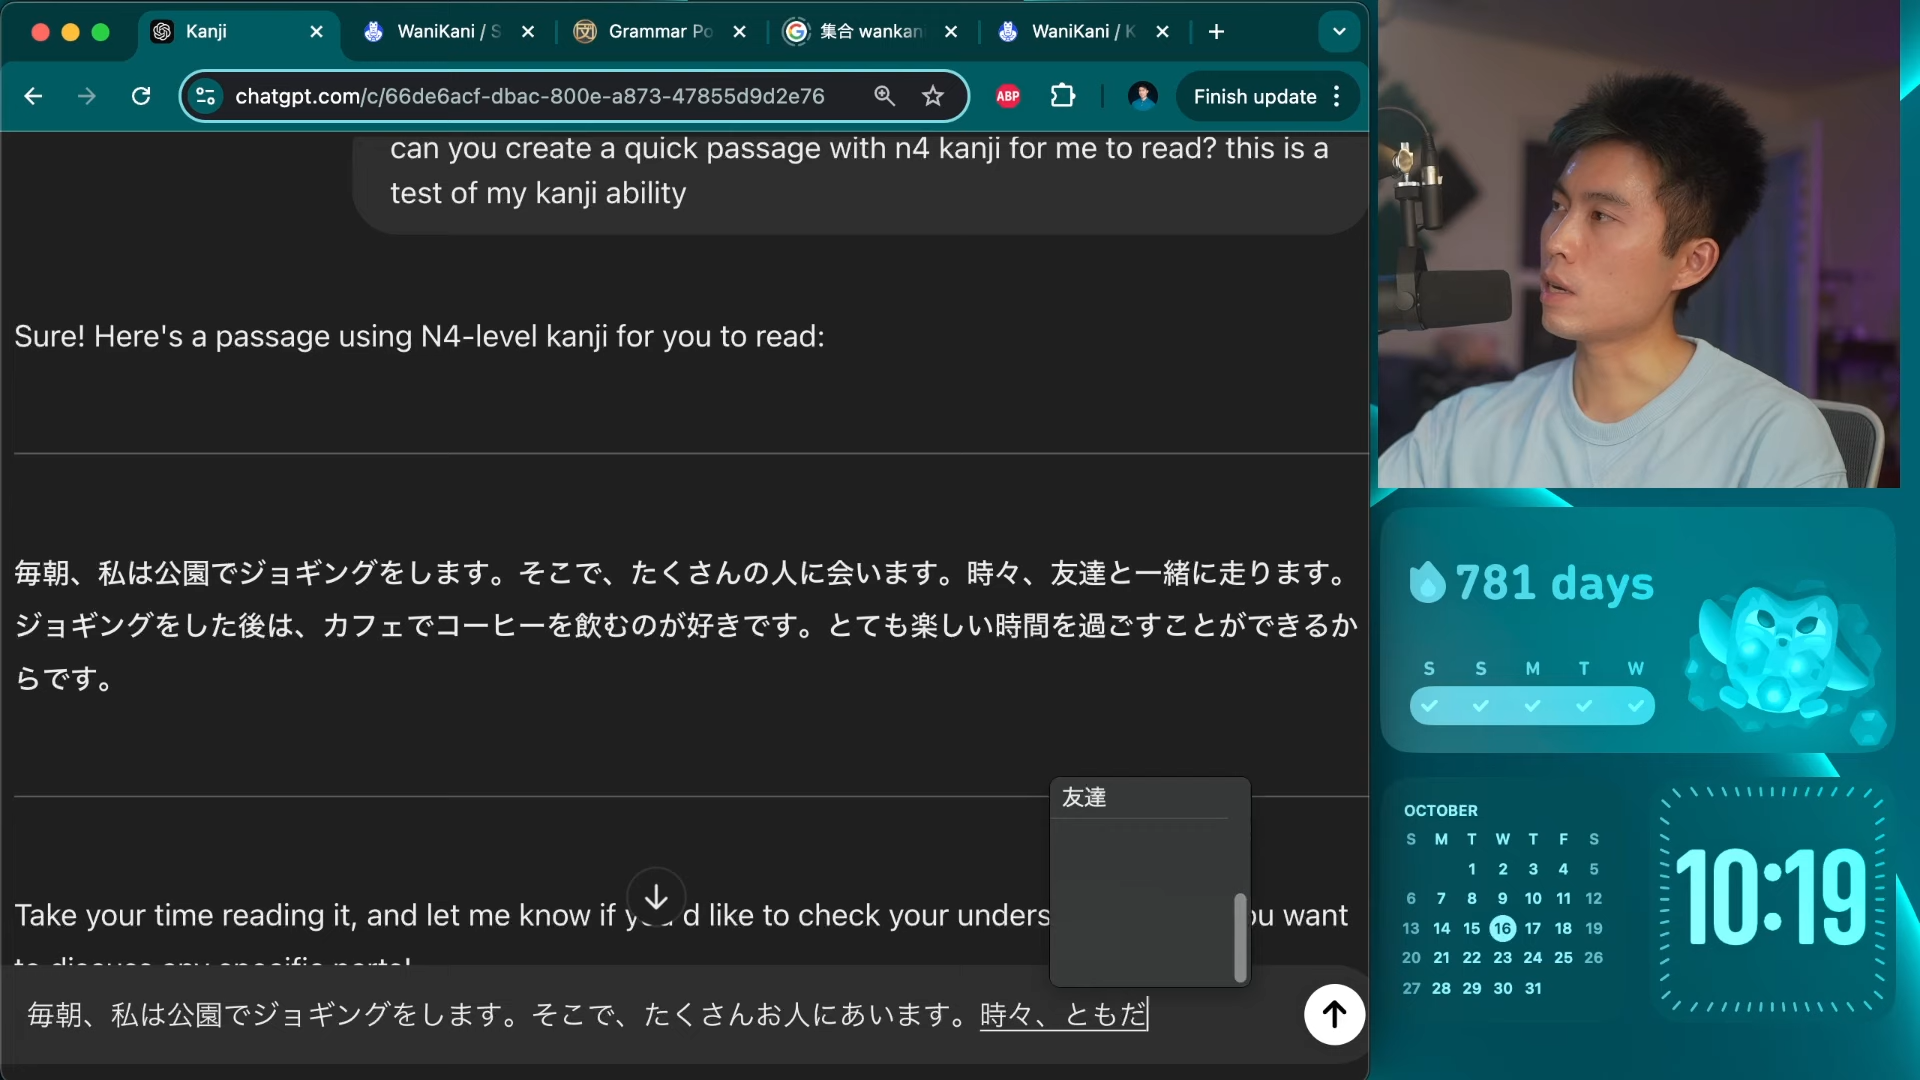 Kanji
WaniKani / S
Grammar Po
集合 wankan
WaniKani / K
chatgpt.com/c/66de6acf-dbac-800e-a873-47855d9d2e76
ABP
Finish update
can you create a quick passage with n4 kanji for me to read? this is a
test of my kanji ability
Sure! Here's a passage using N4-level kanji for you to read:
毎朝、私は公園でジョギングをします。そこで、たくさんの人に会います。時々、友達と一緒に走ります。
ジョギングをした後は、カフェでコーヒーを飲むのが好きです。とても楽しい時間を過ごすことができるか
らです。
友達
Take your time reading it, and let me know if d like to check your unders ou want
to discuss any specific parts!
毎朝、私は公園でジョギングをします。そこで、たくさんお人にあいます。時々、ともだ
781 days
S S M T W
OCTOBER
S M T W T F S
1 2 3 4 5
6 7 8 9 10 11 12
13 14 15 16 17 18 19
20 21 22 23 24 25 26
27 28 29 30 31
10:19